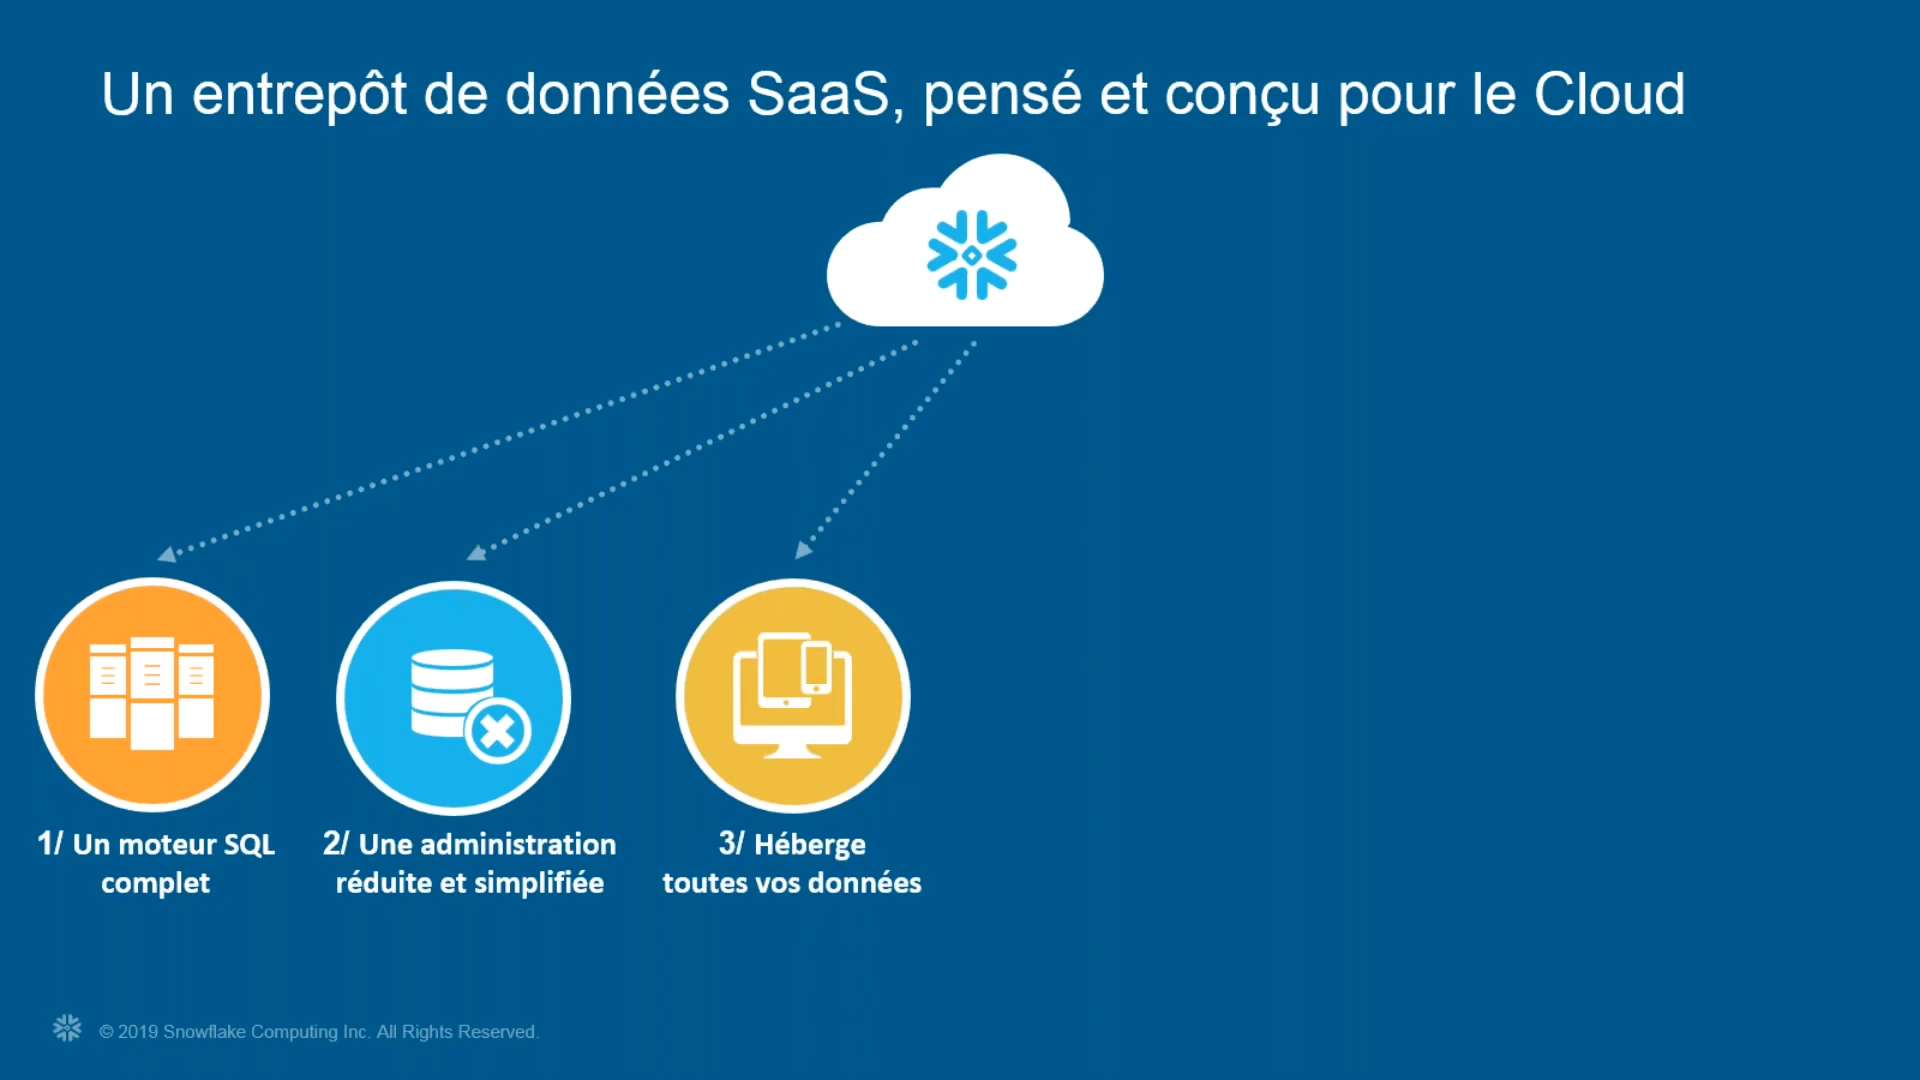 Un entrepôt de données SaaS, pensé et conçu pour le Cloud
1/ Un moteur SQL
complet
2/ Une administration
réduite et simplifiée
3/ Héberge
toutes vos données
© 2019 Snowflake Computing Inc. All Rights Reserved.